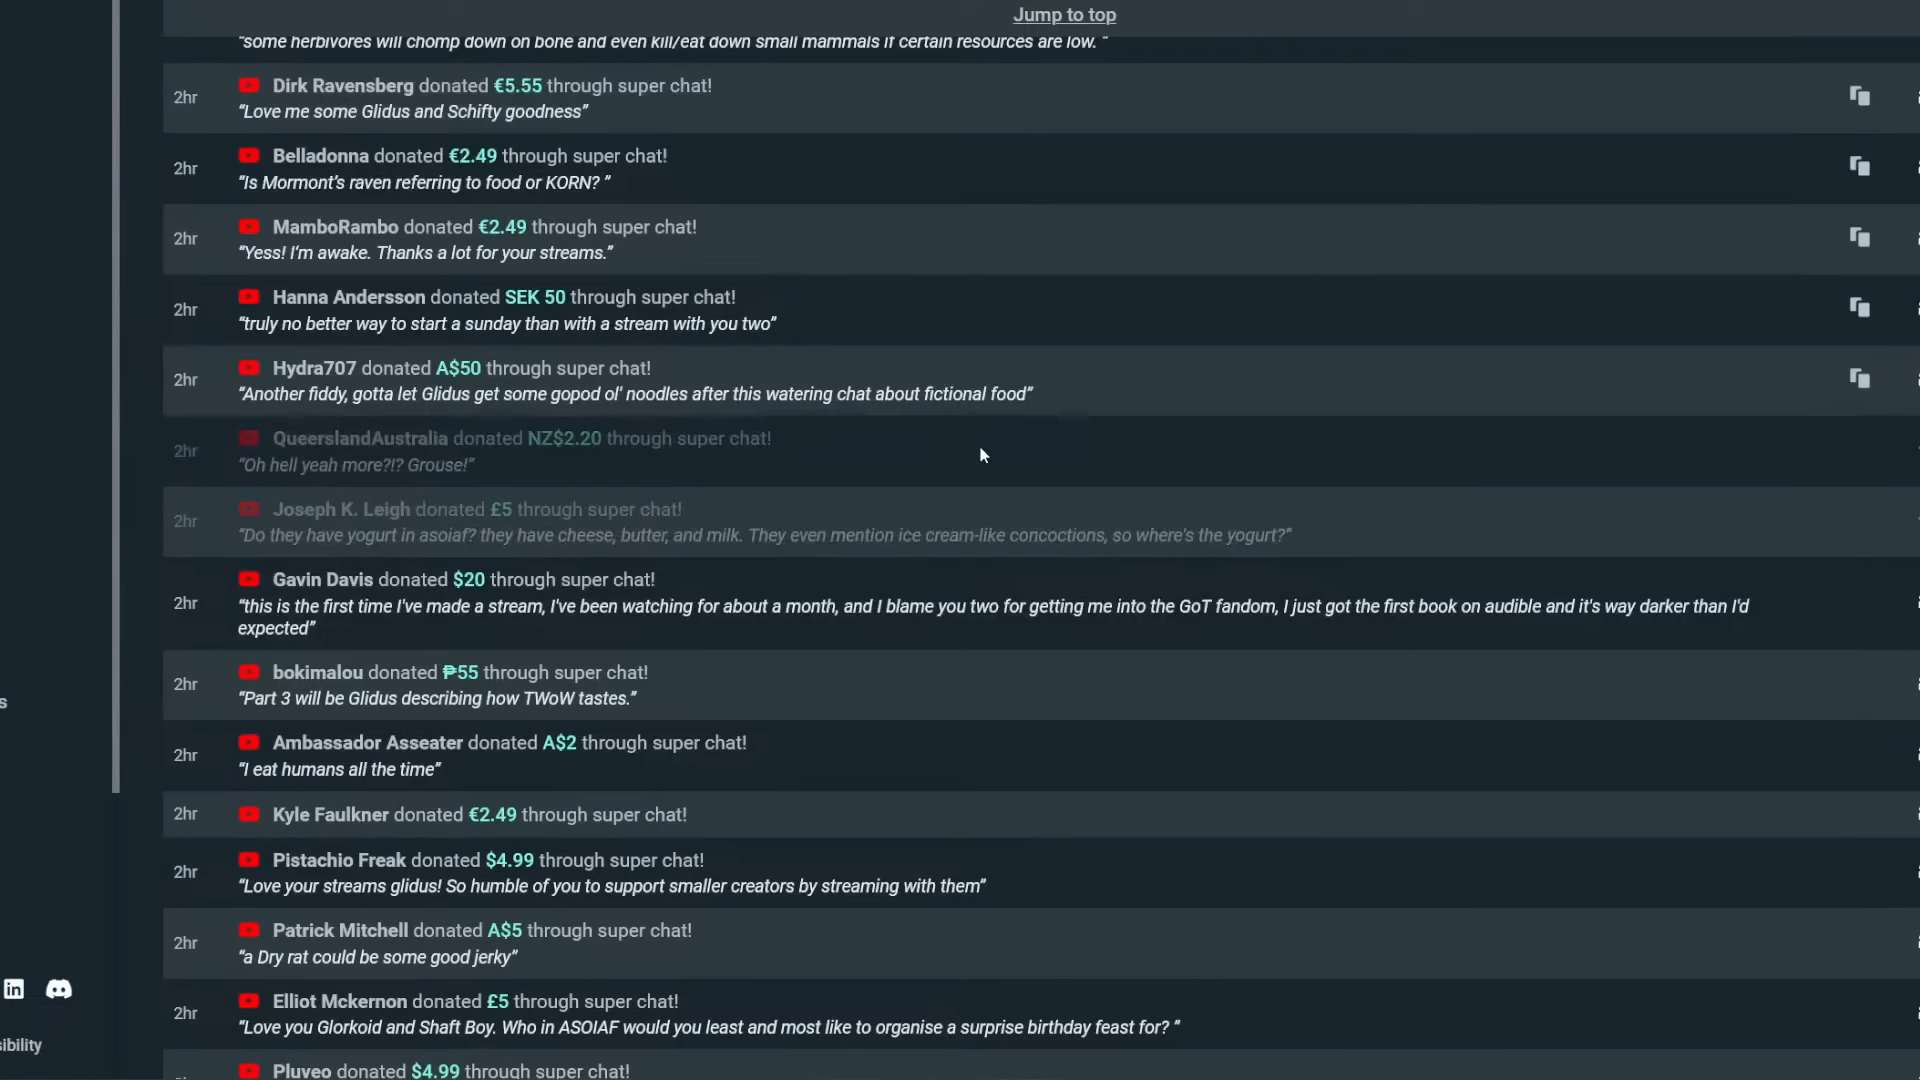 Jump to top
“some herbivores will chomp down on bone and even kill/eat down small mammals if certain resources are low. ”
2hr
Dirk Ravensberg donated €5.55 through super chat!
“Love me some Glidus and Schifty goodness”
2hr
Belladonna donated €2.49 through super chat!
“Is Mormont’s raven referring to food or KORN? ”
2hr
MamboRambo donated €2.49 through super chat!
“Yess! I‘m awake. Thanks a lot for your streams.”
2hr
Hanna Andersson donated SEK 50 through super chat!
“truly no better way to start a sunday than with a stream with you two”
2hr
Hydra707 donated A$50 through super chat!
“Another fiddy, gotta let Glidus get some gopod ol' noodles after this watering chat about fictional food”
2hr
QueerslandAustralia donated NZ$2.20 through super chat!
“Oh hell yeah more?!? Grouse!”
2hr
Joseph K. Leigh donated £5 through super chat!
“Do they have yogurt in asoiaf? they have cheese, butter, and milk. They even mention ice cream-like concoctions, so where's the yogurt?”
2hr
Gavin Davis donated $20 through super chat!
“this is the first time I've made a stream, I've been watching for about a month, and I blame you two for getting me into the GoT fandom, I just got the first book on audible and it's way darker than I'd
expected”
2hr
bokimalou donated ₱55 through super chat!
“Part 3 will be Glidus describing how TWoW tastes.”
2hr
Ambassador Asseater donated A$2 through super chat!
“I eat humans all the time”
2hr
Kyle Faulkner donated €2.49 through super chat!
2hr
Pistachio Freak donated $4.99 through super chat!
“Love your streams glidus! So humble of you to support smaller creators by streaming with them”
2hr
Patrick Mitchell donated A$5 through super chat!
“a Dry rat could be some good jerky”
2hr
Elliot Mckernon donated £5 through super chat!
“Love you Glorkoid and Shaft Boy. Who in ASOIAF would you least and most like to organise a surprise birthday feast for? ”
Pluveo donated $4.99 through super chat!
s
in
sibility